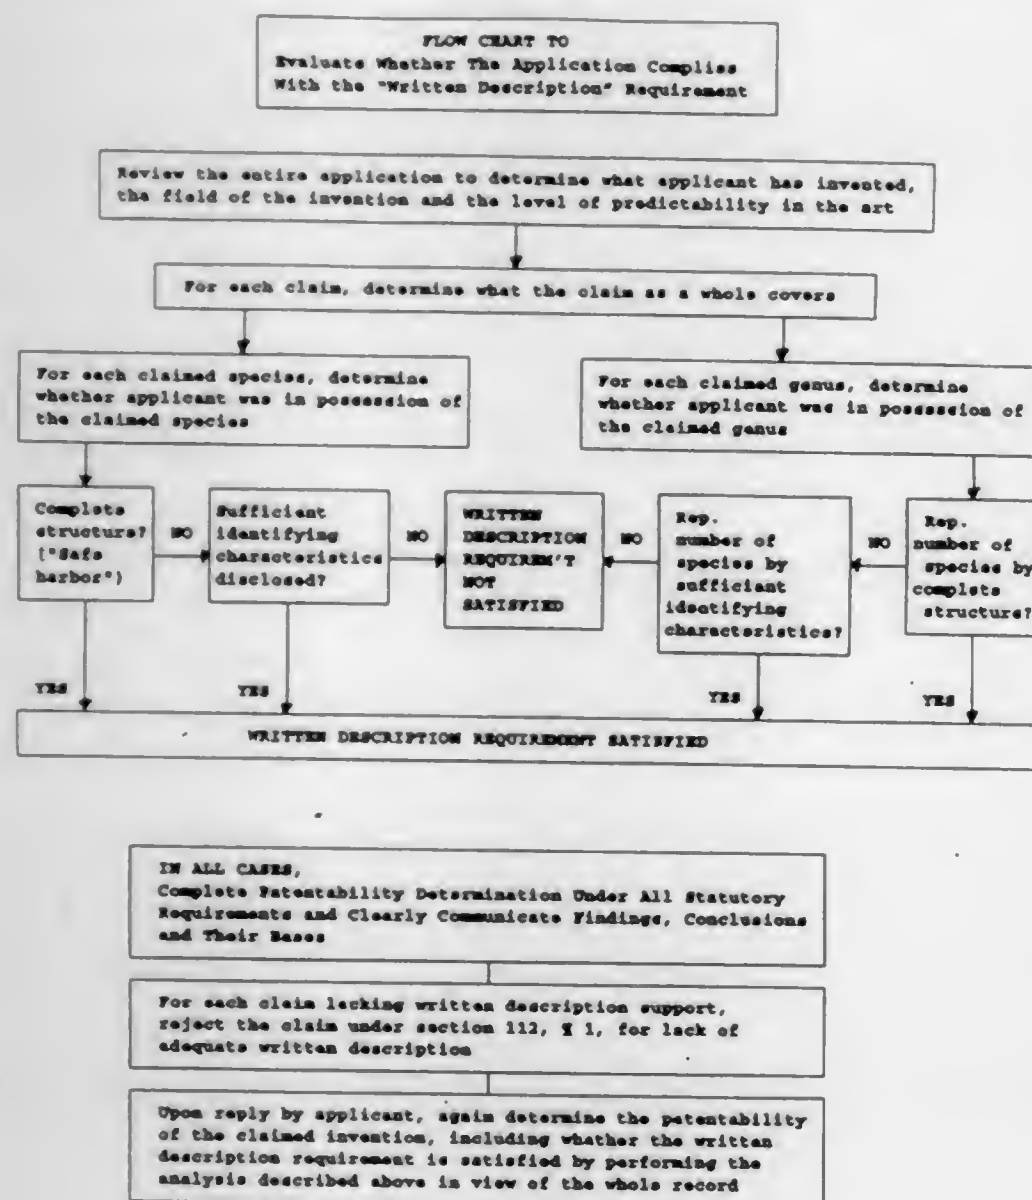 FLOW CHART TO
Evaluate Whether The Application Complies
With the "Written Description" Requirement
Review the entire application to determine what applicant has invented,
the field of the invention and the level of predictability in the art
For each claim, determine what the claim as a whole covers
For each claimed species, determine
whether applicant was in possession of
the claimed species
For each claimed genus, determine
whether applicant was in possession of
the claimed genus
Complete
structure?
("Safe
harbor")
NO
Sufficient
identifying
characteristics
disclosed?
NO
WRITTEN
DESCRIPTION
REQUIREM'T
NOT
SATISFIED
NO
Rep.
number of
species by
sufficient
identifying
characteristics?
NO
Rep.
number of
species by
complete
structure?
YES
YES
YES
YES
WRITTEN DESCRIPTION REQUIREMENT SATISFIED
IN ALL CASES,
Complete Patentability Determination Under All Statutory
Requirements and Clearly Communicate Findings, Conclusions
and Their Bases
For each claim lacking written description support,
reject the claim under section 112, ¶ 1, for lack of
adequate written description
Upon reply by applicant, again determine the patentability
of the claimed invention, including whether the written
description requirement is satisfied by performing the
analysis described above in view of the whole record